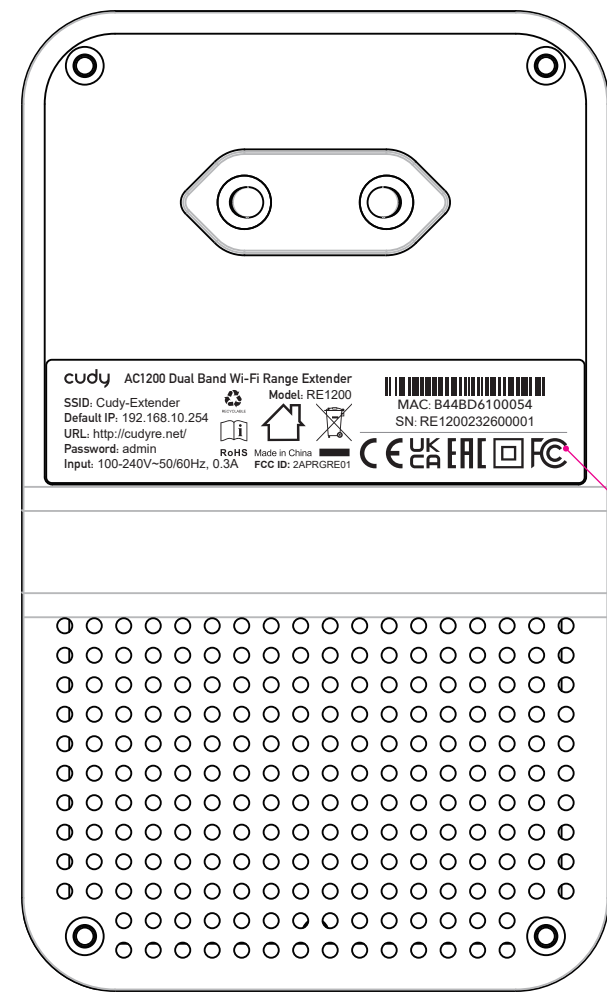 cudy AC1200 Dual Band Wi-Fi Range Extender
SSID: Cudy-Extender
Default IP: 192.168.10.254
URL: http://cudyre.net/
Password: admin
Input: 100-240V~50/60Hz, 0.3A
RECYCLABLE
RoHS
Model: RE1200
Made in China
FCC ID: 2APRGRE01
MAC: B44BD6100054
SN: RE1200232600001
CE UK CA EAC FC